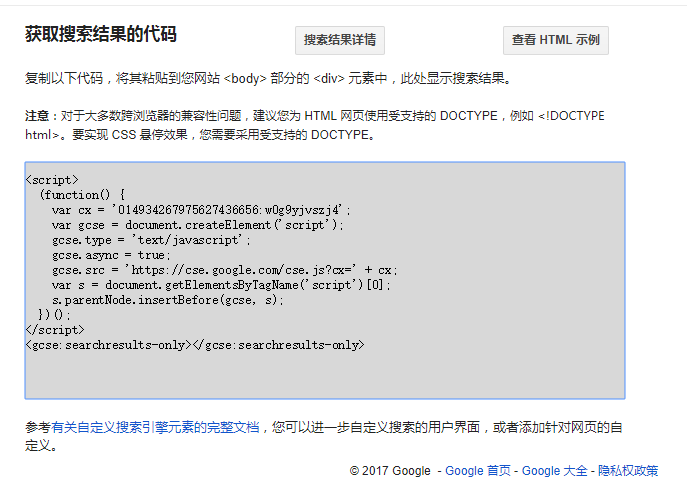 获取搜索结果的代码
搜索结果详情
查看 HTML 示例
复制以下代码，将其粘贴到您网站 <body> 部分的 <div> 元素中，此处显示搜索结果。
注意：对于大多数跨浏览器的兼容性问题，建议您为 HTML 网页使用受支持的 DOCTYPE，例如 <!DOCTYPE
html>。要实现 CSS 悬停效果，您需要采用受支持的 DOCTYPE。
<script>
  (function() {
    var cx = '014934267975627436656:w0g9yjvszj4';
    var gcse = document.createElement('script');
    gcse.type = 'text/javascript';
    gcse.async = true;
    gcse.src = 'https://cse.google.com/cse.js?cx=' + cx;
    var s = document.getElementsByTagName('script')[0];
    s.parentNode.insertBefore(gcse, s);
  })();
</script>
<gcse:searchresults-only></gcse:searchresults-only>
参考有关自定义搜索引擎元素的完整文档，您可以进一步自定义搜索的用户界面，或者添加针对网页的自
定义。
© 2017 Google - Google 首页 - Google 大全 - 隐私权政策